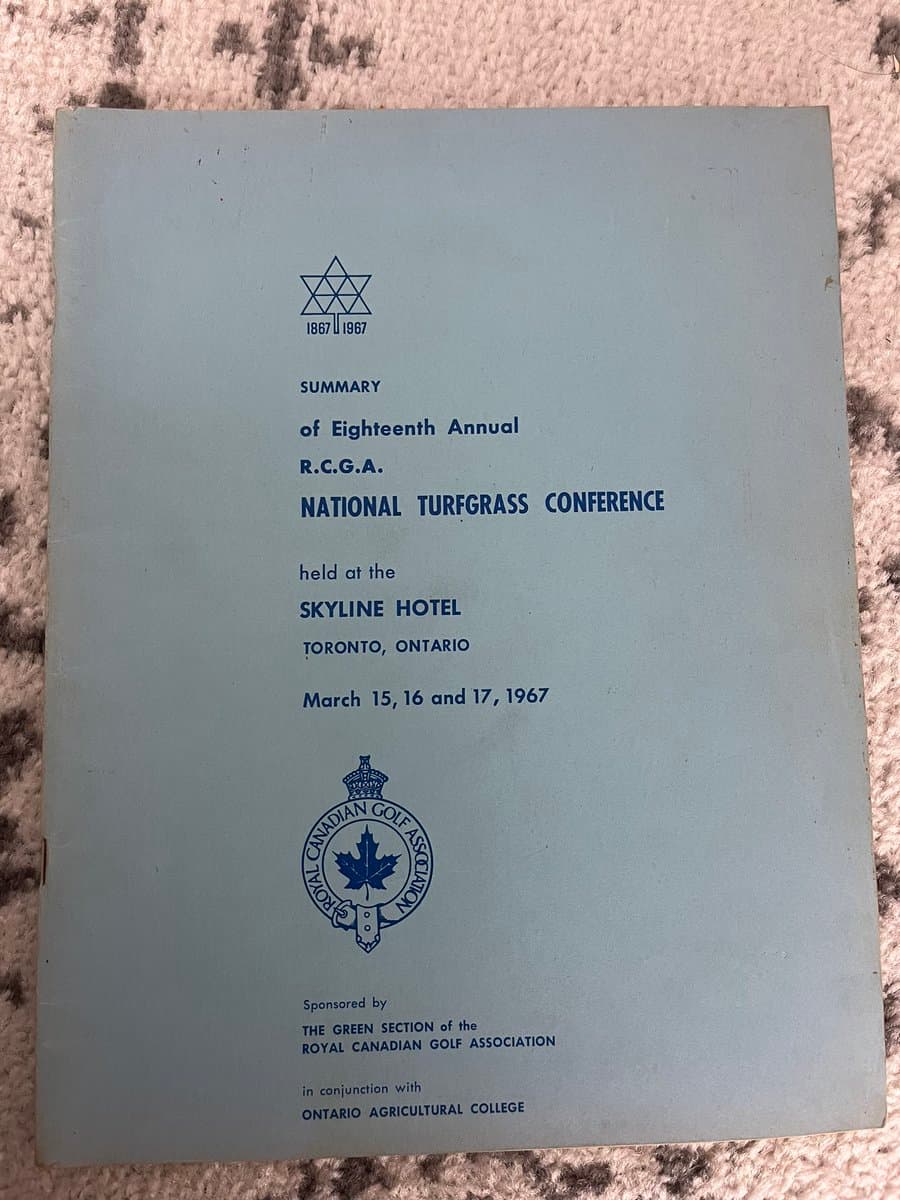 1867 1967
SUMMARY
of Eighteenth Annual
R.C.G.A.
NATIONAL TURFGRASS CONFERENCE
held at the
SKYLINE HOTEL
TORONTO, ONTARIO
March 15, 16 and 17, 1967
ROYAL CANADIAN GOLF ASSOCIATION
Sponsored by
THE GREEN SECTION of the
ROYAL CANADIAN GOLF ASSOCIATION
in conjunction with
ONTARIO AGRICULTURAL COLLEGE